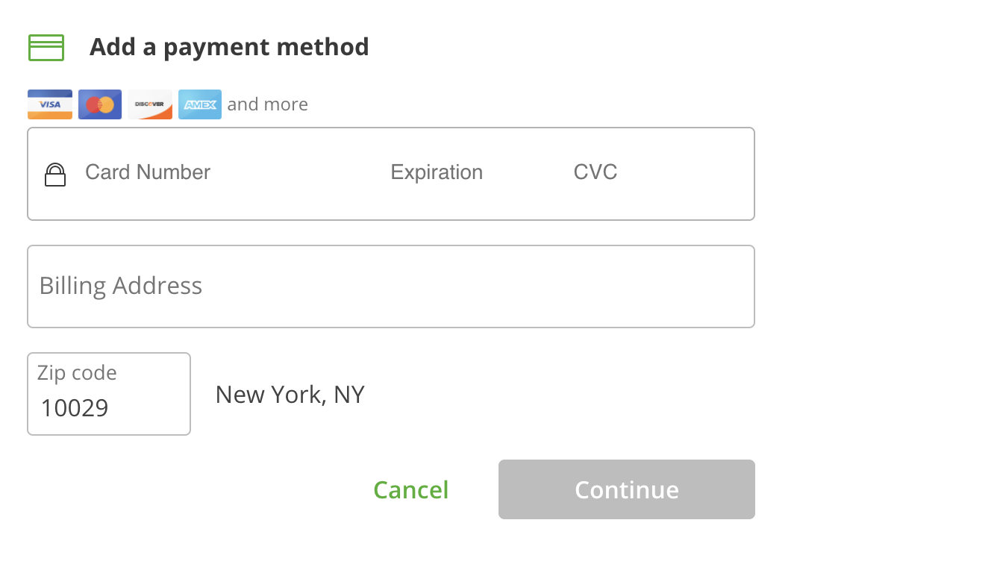 Add a payment method
VISA DISCOVER AMEX and more
Card Number Expiration CVC
Billing Address
Zip code
10029
New York, NY
Cancel Continue